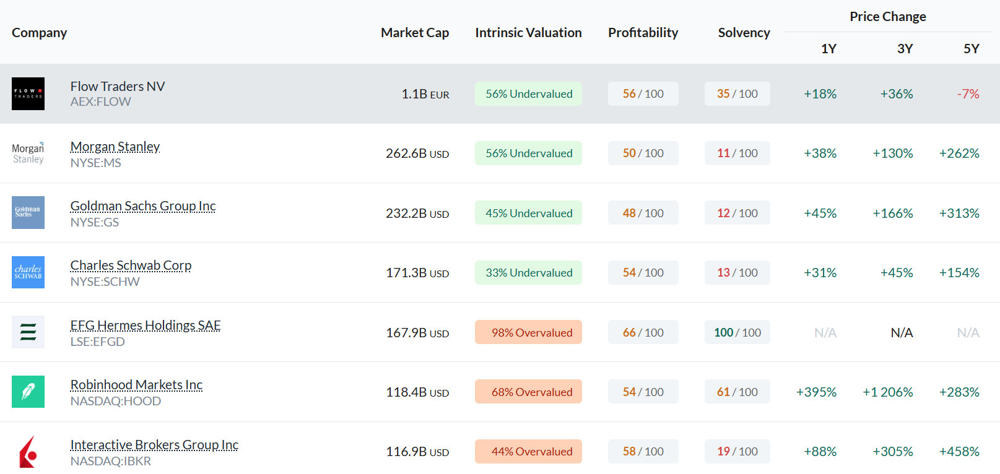 Company Market Cap Intrinsic Valuation Profitability Solvency Price Change
1Y 3Y 5Y
FLOW
TRADERS
Flow Traders NV
AEX:FLOW
1.1B EUR 56% Undervalued 56 / 100 35 / 100 +18% +36% -7%
Morgan
Stanley
Morgan Stanley
NYSE:MS
262.6B USD 56% Undervalued 50 / 100 11 / 100 +38% +130% +262%
Goldman
Sachs
Goldman Sachs Group Inc
NYSE:GS
232.2B USD 45% Undervalued 48 / 100 12 / 100 +45% +166% +313%
charles
SCHWAB
Charles Schwab Corp
NYSE:SCHW
171.3B USD 33% Undervalued 54 / 100 13 / 100 +31% +45% +154%
EFG Hermes Holdings SAE
LSE:EFGD
167.9B USD 98% Overvalued 66 / 100 100 / 100 N/A N/A N/A
Robinhood Markets Inc
NASDAQ:HOOD
118.4B USD 68% Overvalued 54 / 100 61 / 100 +395% +1 206% +283%
Interactive Brokers Group Inc
NASDAQ:IBKR
116.9B USD 44% Overvalued 58 / 100 19 / 100 +88% +305% +458%